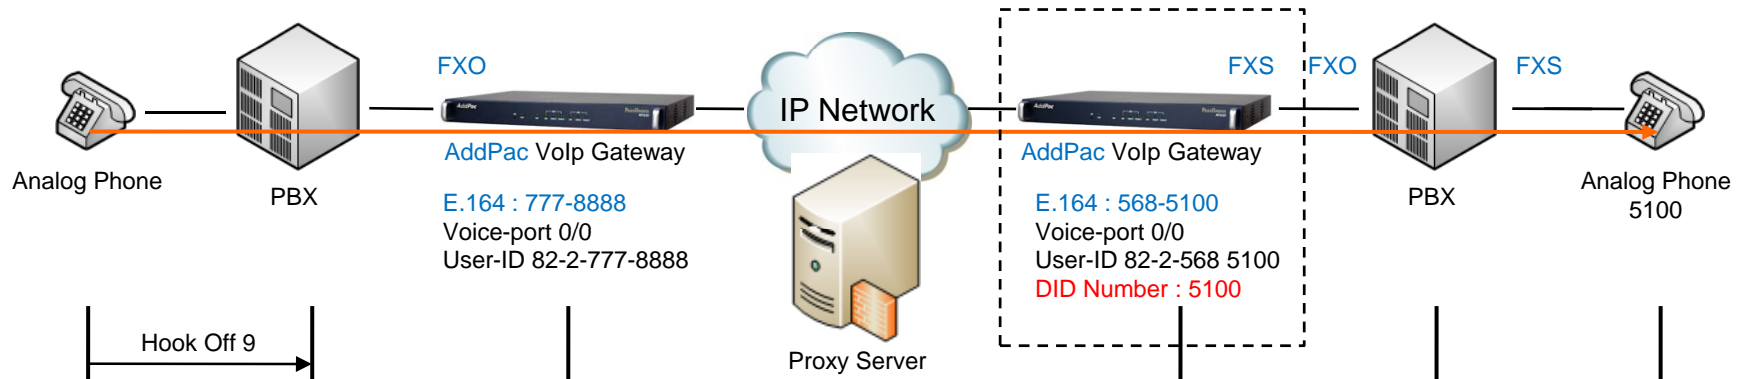 FXO
FXS
FXO
FXS
AddPac
IP Network
AddPac
AddPac VoIp Gateway
AddPac VoIp Gateway
Analog Phone
PBX
E.164 : 777-8888
Voice-port 0/0
User-ID 82-2-777-8888
E.164 : 568-5100
Voice-port 0/0
User-ID 82-2-568 5100
DID Number : 5100
PBX
Analog Phone
5100
Hook Off 9
Proxy Server